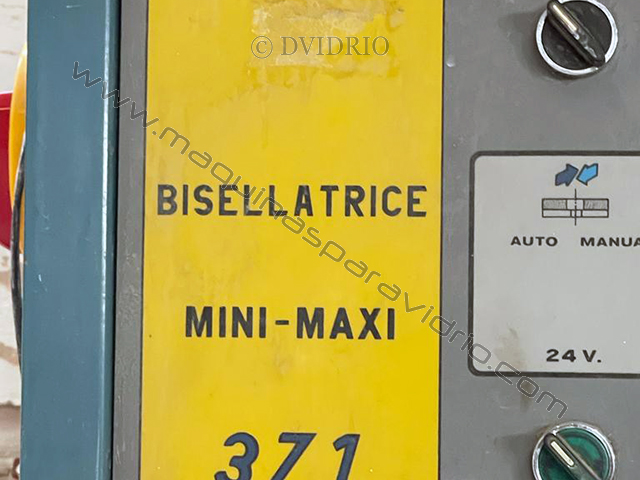 © DVIDRIO
www.maquinasparavidrio.com
BISELLATRICE
MINI-MAXI
371
AUTO MANUA
24 V.